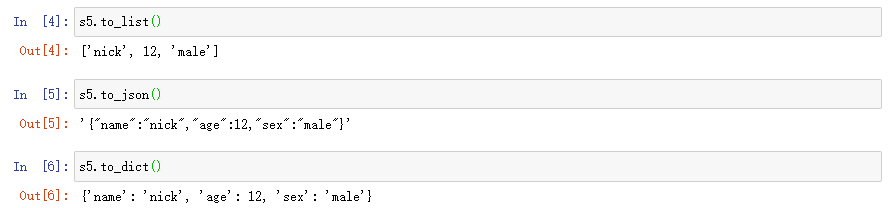 In [4]: s5.to_list()
Out[4]: ['nick', 12, 'male']
In [5]: s5.to_json()
Out[5]: '{"name":"nick","age":12,"sex":"male"}'
In [6]: s5.to_dict()
Out[6]: {'name': 'nick', 'age': 12, 'sex': 'male'}